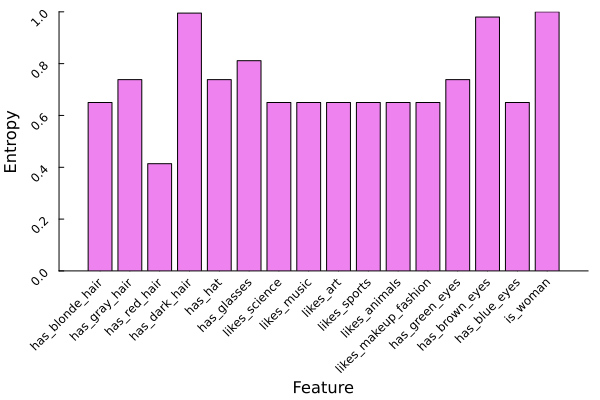 Entropy
1.0
0.8
0.6
0.4
0.2
0.0
has_blonde_hair
has_gray_hair
has_red_hair
has_dark_hair
has_hat
has_glasses
likes_science
likes_music
likes_art
likes_sports
likes_animals
likes_makeup_fashion
has_green_eyes
has_brown_eyes
has_blue_eyes
is_woman
Feature